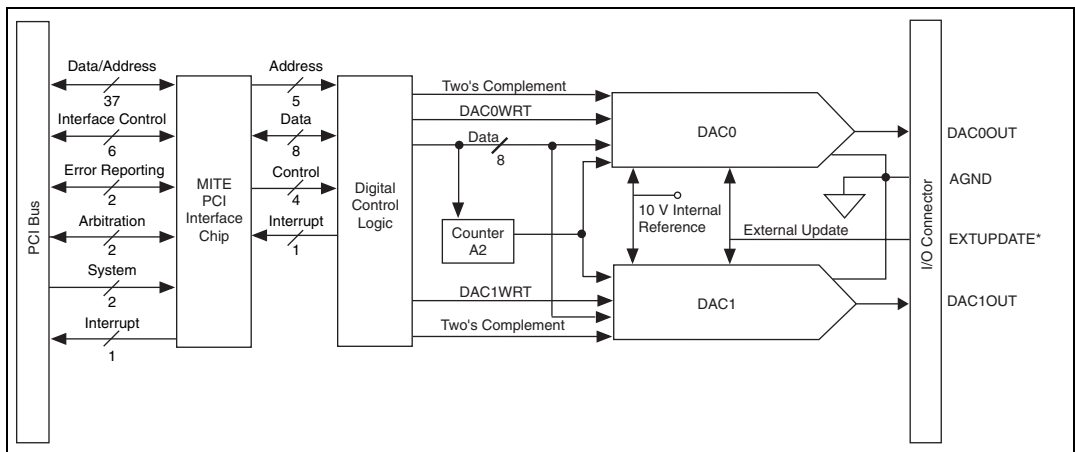 PCI Bus
Data/Address
37
Interface Control
6
Error Reporting
2
Arbitration
2
System
2
Interrupt
1
MITE
PCI
Interface
Chip
Address
5
Data
8
Control
4
Interrupt
1
Digital
Control
Logic
Two's Complement
DAC0WRT
Data
8
Counter
A2
DAC1WRT
Two's Complement
DAC0
10 V Internal
Reference
External Update
DAC1
I/O Connector
DAC0OUT
AGND
EXTUPDATE*
DAC1OUT